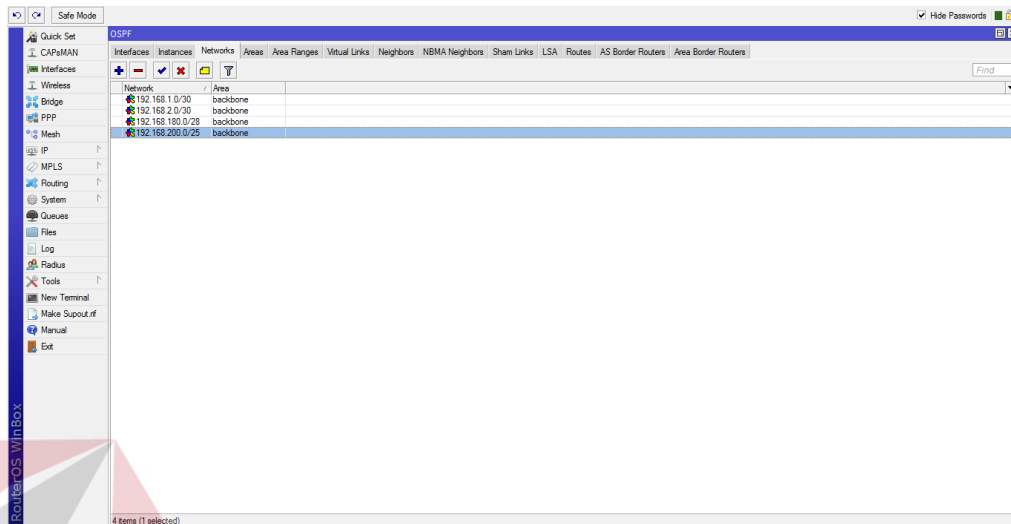 Safe Mode
Hide Passwords
Quick Set
CAPsMAN
Interfaces
Wireless
Bridge
PPP
Mesh
IP
MPLS
Routing
System
Queues
Files
Log
Radius
Tools
New Terminal
Make Supout.rif
Manual
Exit
RouterOS WinBox
OSPF
Interfaces Instances Networks Areas Area Ranges Virtual Links Neighbors NBMA Neighbors Sham Links LSA Routes AS Border Routers Area Border Routers
Find
Network / Area
192.168.1.0/30 backbone
192.168.2.0/30 backbone
192.168.180.0/28 backbone
192.168.200.0/25 backbone
4 items (1 selected)